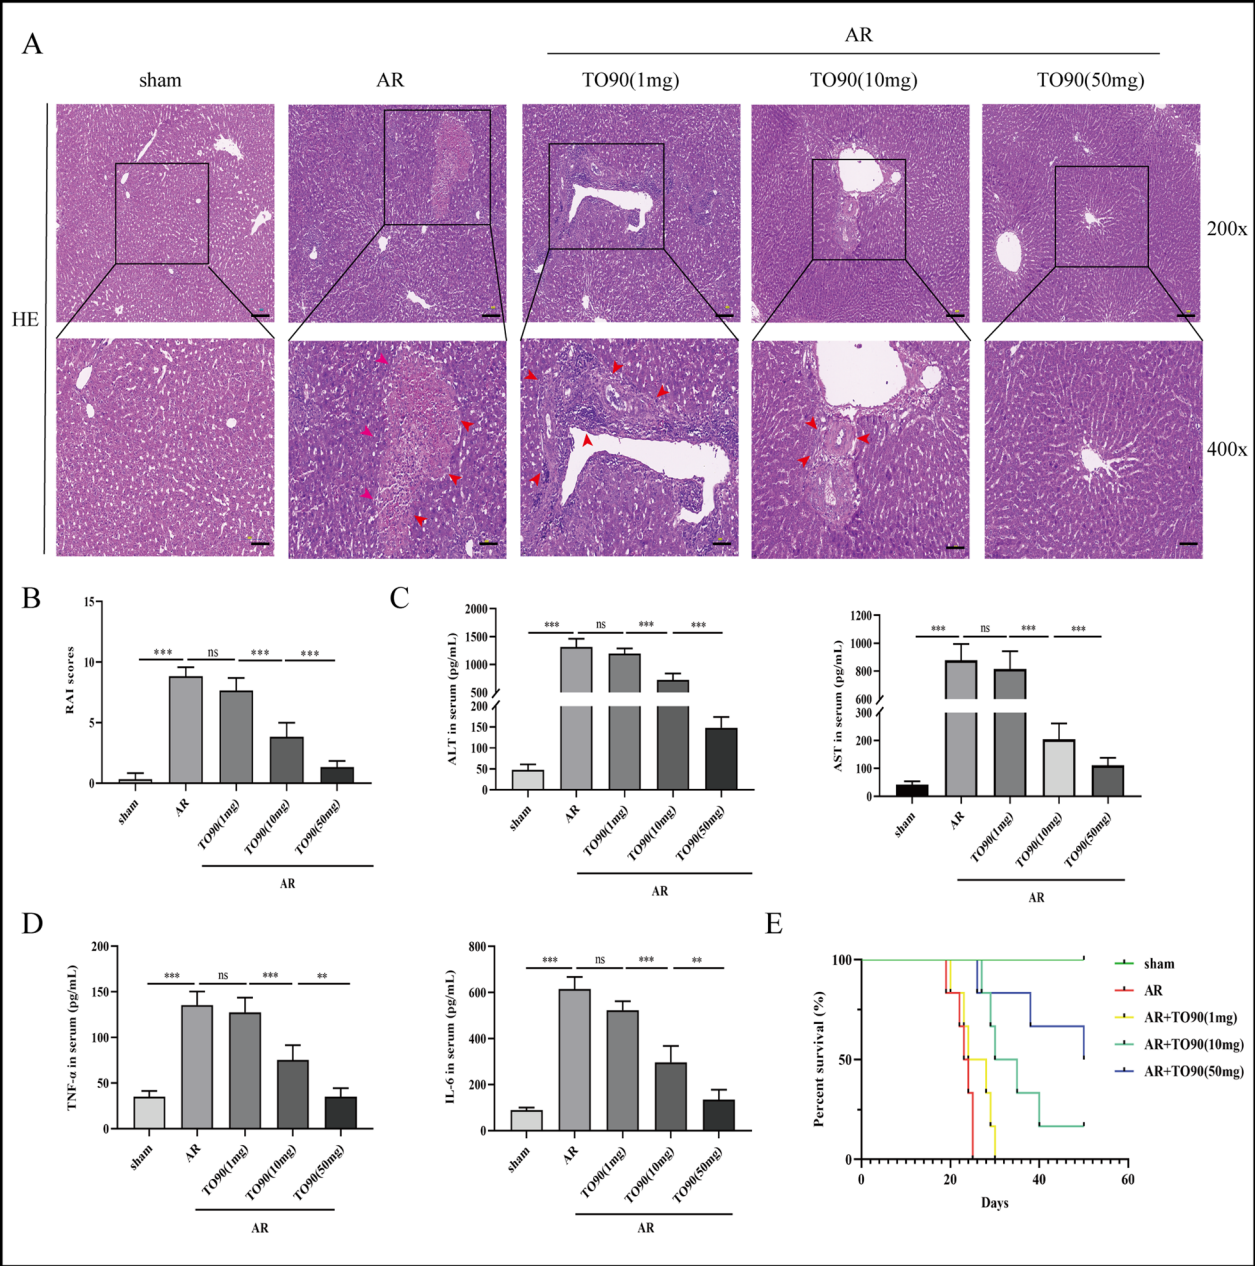 A
AR
sham
AR
TO90(1mg)
TO90(10mg)
TO90(50mg)
HE
200x
400x
B
RAI scores
15
10
5
0
***
ns
***
***
sham
AR
TO90(1mg)
TO90(10mg)
TO90(50mg)
AR
C
ALT in serum (pg/mL)
2000
1500
1000
500
200
150
100
50
0
***
ns
***
***
sham
AR
TO90(1mg)
TO90(10mg)
TO90(50mg)
AR
AST in serum (pg/mL)
1200
1000
800
600
300
200
100
0
***
ns
***
***
sham
AR
TO90(1mg)
TO90(10mg)
TO90(50mg)
AR
D
TNF-α in serum (pg/mL)
200
150
100
50
0
***
ns
***
**
sham
AR
TO90(1mg)
TO90(10mg)
TO90(50mg)
AR
IL-6 in serum (pg/mL)
800
600
400
200
0
***
ns
***
**
sham
AR
TO90(1mg)
TO90(10mg)
TO90(50mg)
AR
E
Percent survival (%)
100
50
0
0
20
40
60
Days
sham
AR
AR+TO90(1mg)
AR+TO90(10mg)
AR+TO90(50mg)